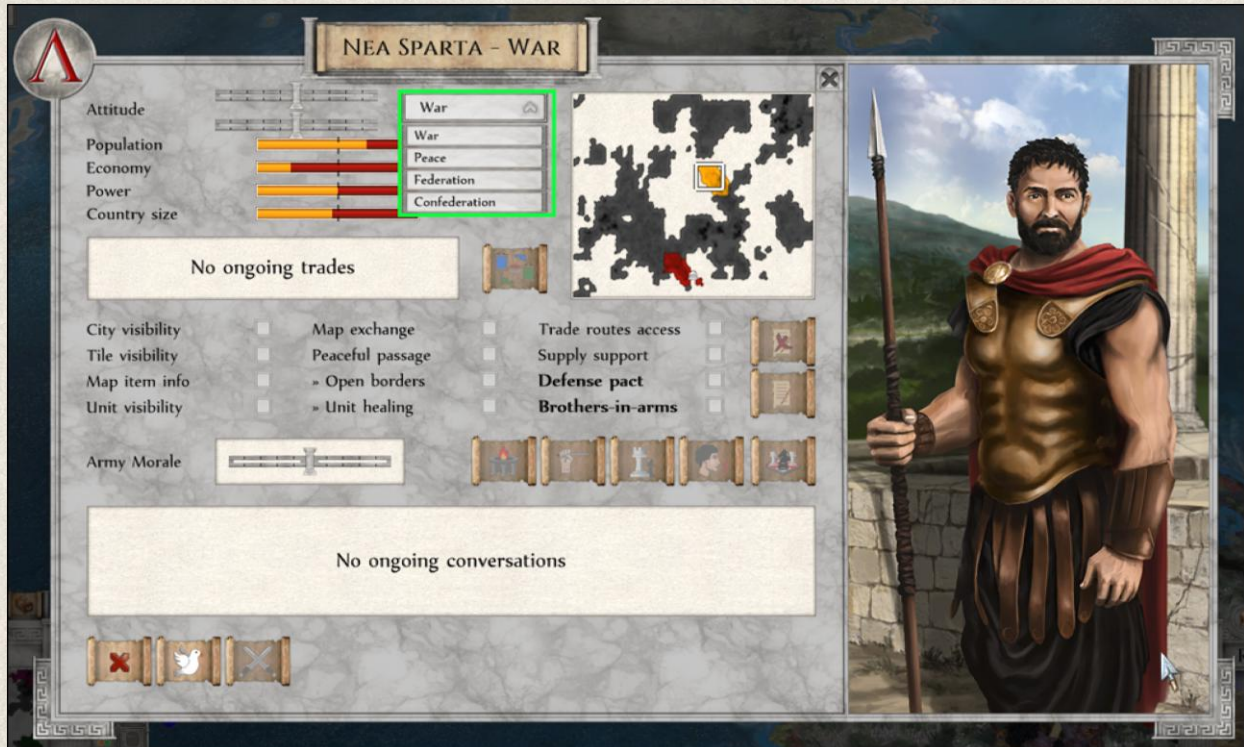 Λ
NEA SPARTA - WAR
Attitude
War
Population
War
Economy
Peace
Power
Federation
Country size
Confederation
No ongoing trades
City visibility
Map exchange
Trade routes access
Tile visibility
Peaceful passage
Supply support
Map item info
» Open borders
Defense pact
Unit visibility
» Unit healing
Brothers-in-arms
Army Morale
No ongoing conversations